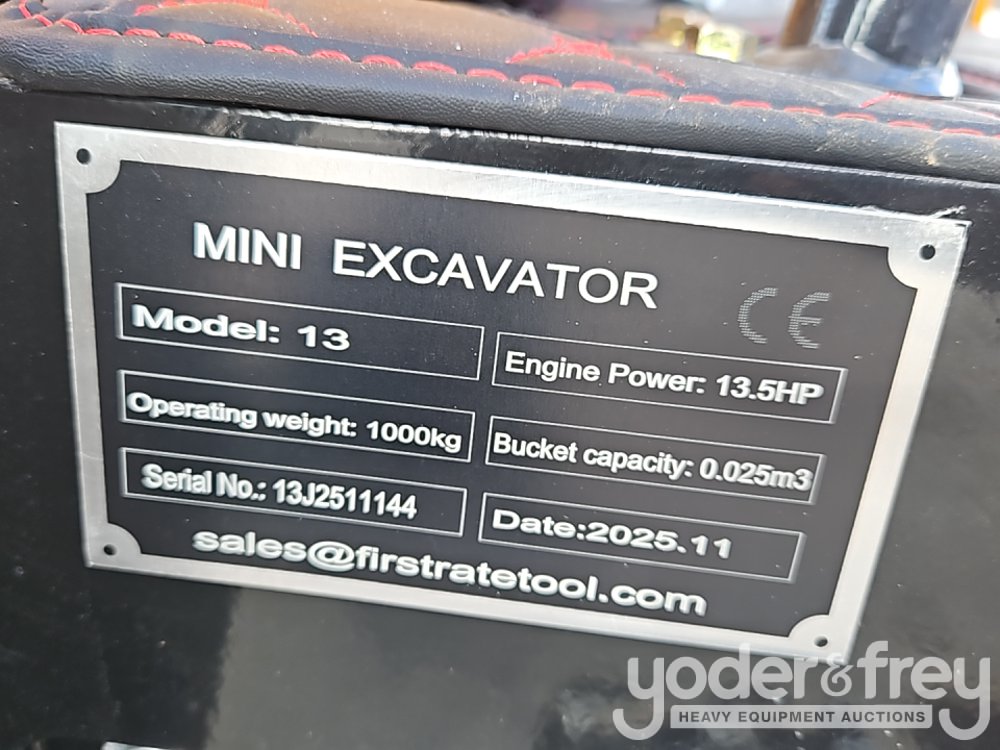 MINI EXCAVATOR
CE
Model: 13
Engine Power: 13.5HP
Operating weight: 1000kg
Bucket capacity: 0.025m3
Serial No.: 13J2511144
Date:2025.11
sales@firstratetool.com
yoder&frey
HEAVY EQUIPMENT AUCTIONS